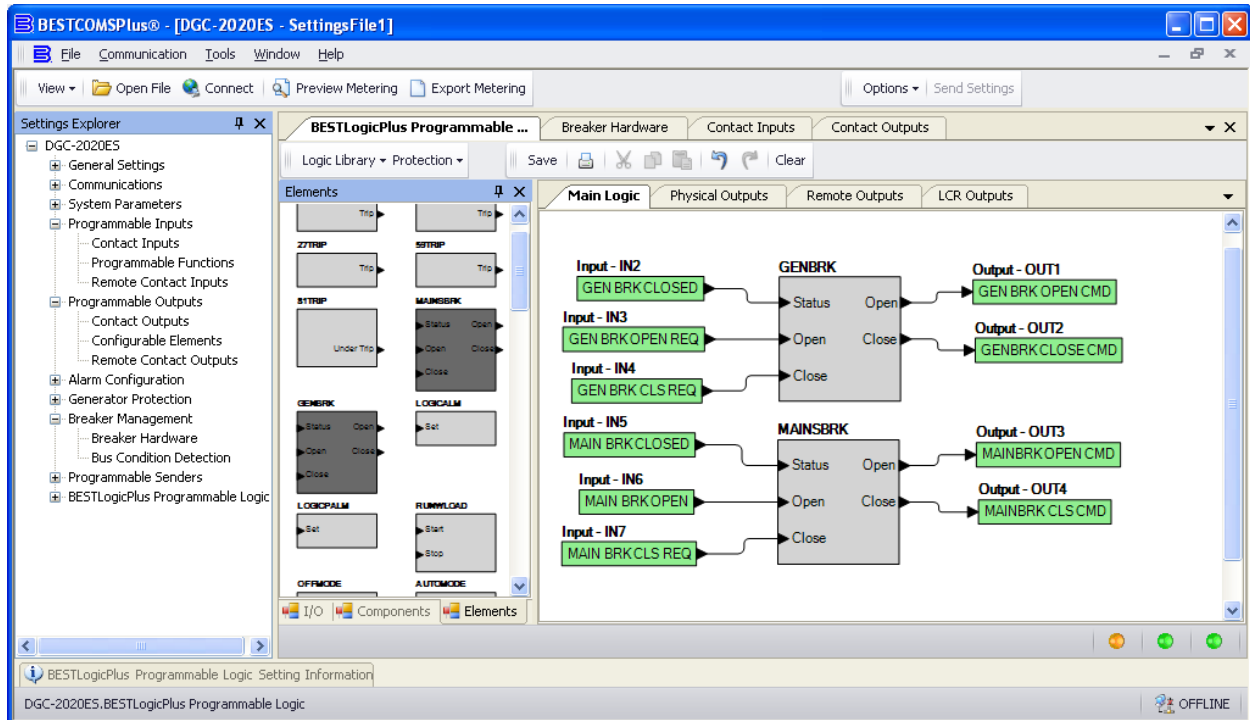 BESTCOMSPlus® - [DGC-2020ES - SettingsFile1]
File Communication Tools Window Help
View Open File Connect Preview Metering Export Metering Options Send Settings
Settings Explorer
DGC-2020ES
General Settings
Communications
System Parameters
Programmable Inputs
Contact Inputs
Programmable Functions
Remote Contact Inputs
Programmable Outputs
Contact Outputs
Configurable Elements
Remote Contact Outputs
Alarm Configuration
Generator Protection
Breaker Management
Breaker Hardware
Bus Condition Detection
Programmable Senders
BESTLogicPlus Programmable Logic
BESTLogicPlus Programmable ... Breaker Hardware Contact Inputs Contact Outputs
Logic Library Protection Save Clear
Elements
Trip Trip
27TRIP 59TRIP
Trip Trip
81TRIP MAINSBRK
Under Trip
Status Open
Open Close
Close
GENBRK LOGICALM
Status Open
Open Close
Close
Set
LOGICPALM RUNWLOAD
Set
Start
Stop
OFFMODE AUTOMODE
I/O Components Elements
Main Logic Physical Outputs Remote Outputs LCR Outputs
Input - IN2
GEN BRK CLOSED
Input - IN3
GEN BRK OPEN REQ
Input - IN4
GEN BRK CLS REQ
GENBRK
Status Open
Open Close
Close
Output - OUT1
GEN BRK OPEN CMD
Output - OUT2
GENBRK CLOSE CMD
Input - IN5
MAIN BRK CLOSED
Input - IN6
MAIN BRK OPEN
Input - IN7
MAIN BRK CLS REQ
MAINSBRK
Status Open
Open Close
Close
Output - OUT3
MAINBRK OPEN CMD
Output - OUT4
MAINBRK CLS CMD
BESTLogicPlus Programmable Logic Setting Information
DGC-2020ES.BESTLogicPlus Programmable Logic
OFFLINE